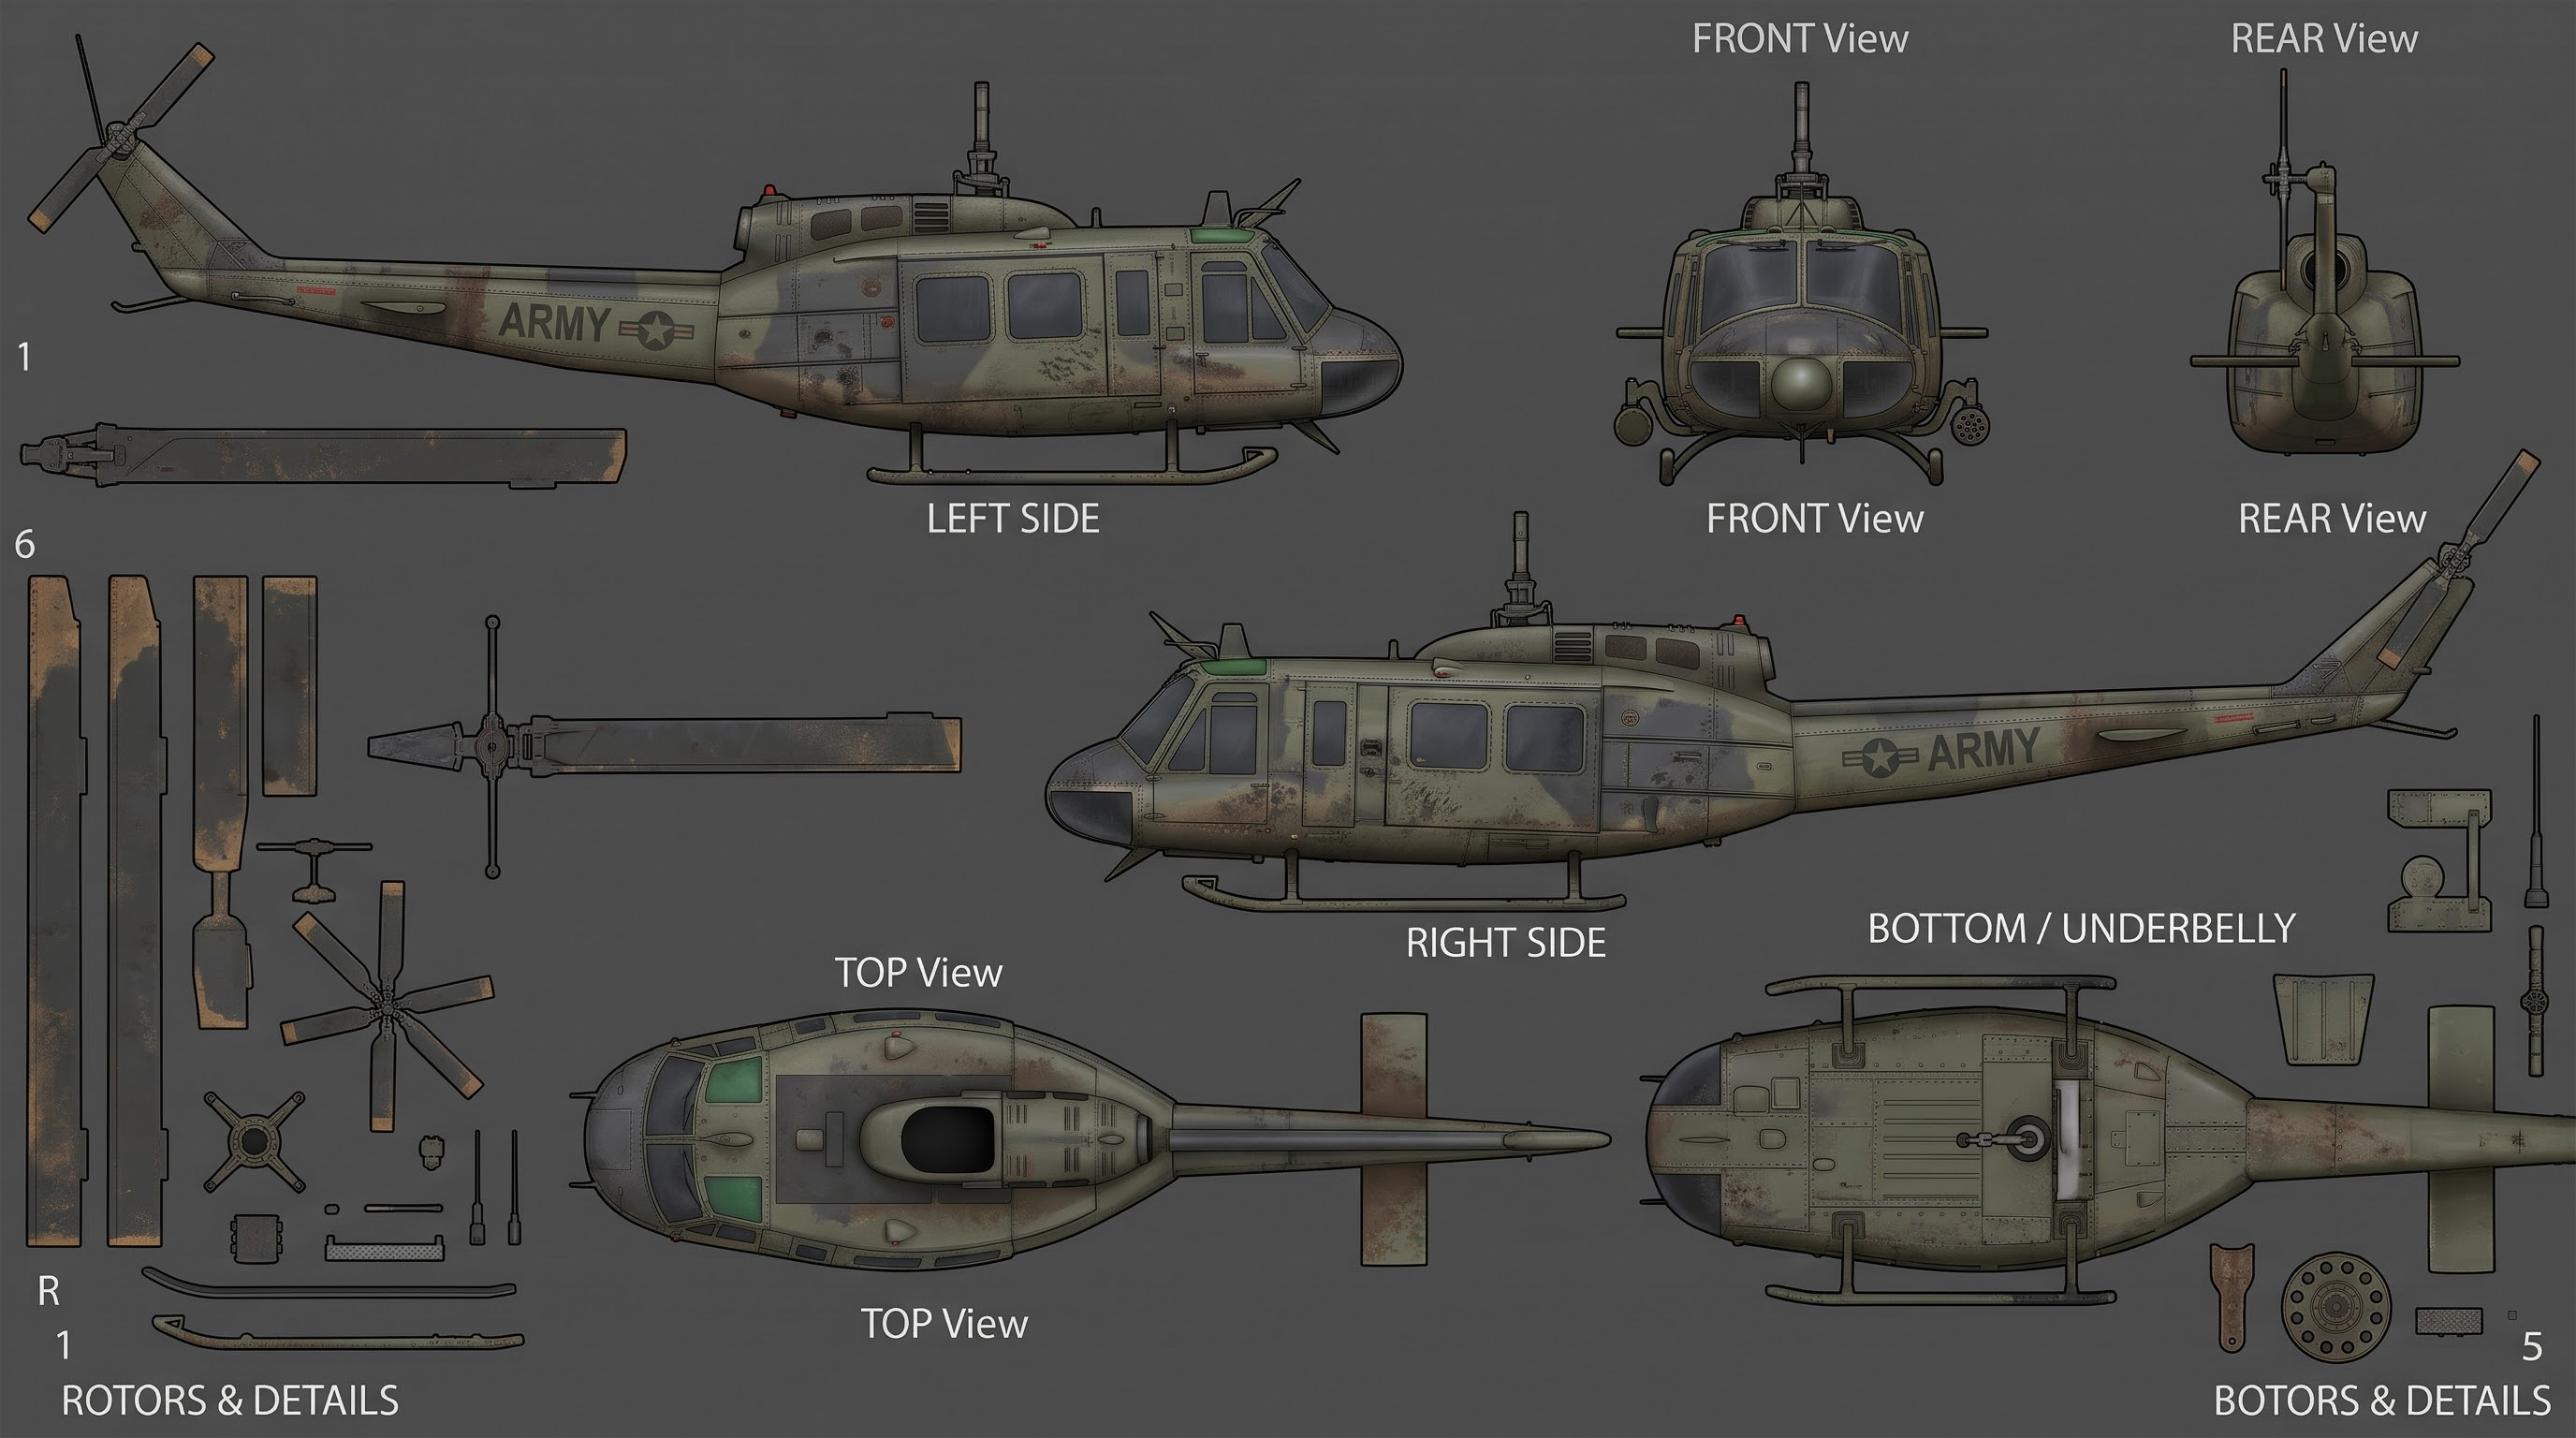 FRONT View
REAR View
ARMY
1
LEFT SIDE
FRONT View
REAR View
6
ARMY
RIGHT SIDE
BOTTOM / UNDERBELLY
TOP View
R
1
TOP View
5
ROTORS & DETAILS
BOTORS & DETAILS